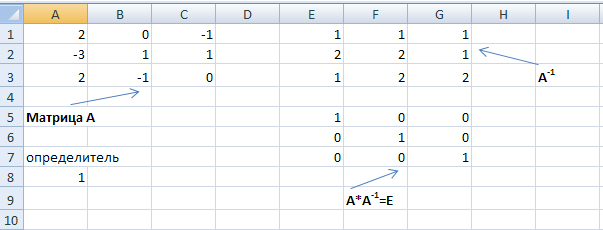 A B C D E F G H I
1 2 0 -1 1 1 1
2 -3 1 1 2 2 1
3 2 -1 0 1 2 2 A⁻¹
4
5 Матрица А 1 0 0
6 0 1 0
7 определитель 0 0 1
8 1
9 A*A⁻¹=E
10